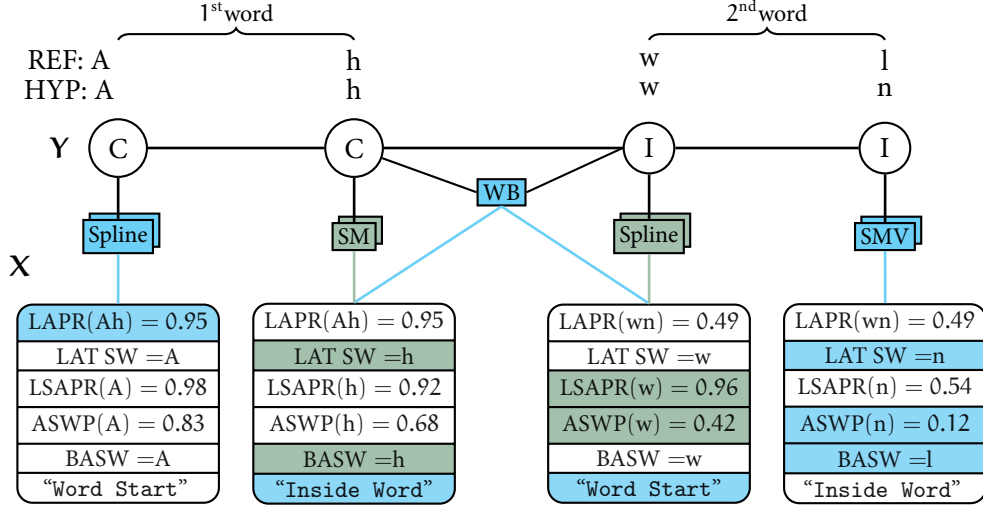 1st word 2nd word
REF: A h w l
HYP: A h w n
Y C C I I
WB
Spline SM Spline SMV
X
LAPR(Ah) = 0.95 LAPR(Ah) = 0.95 LAPR(wn) = 0.49 LAPR(wn) = 0.49
LAT SW =A LAT SW =h LAT SW =w LAT SW =n
LSAPR(A) = 0.98 LSAPR(h) = 0.92 LSAPR(w) = 0.96 LSAPR(n) = 0.54
ASWP(A) = 0.83 ASWP(h) = 0.68 ASWP(w) = 0.42 ASWP(n) = 0.12
BASW =A BASW =h BASW =w BASW =l
“Word Start” “Inside Word” “Word Start” “Inside Word”